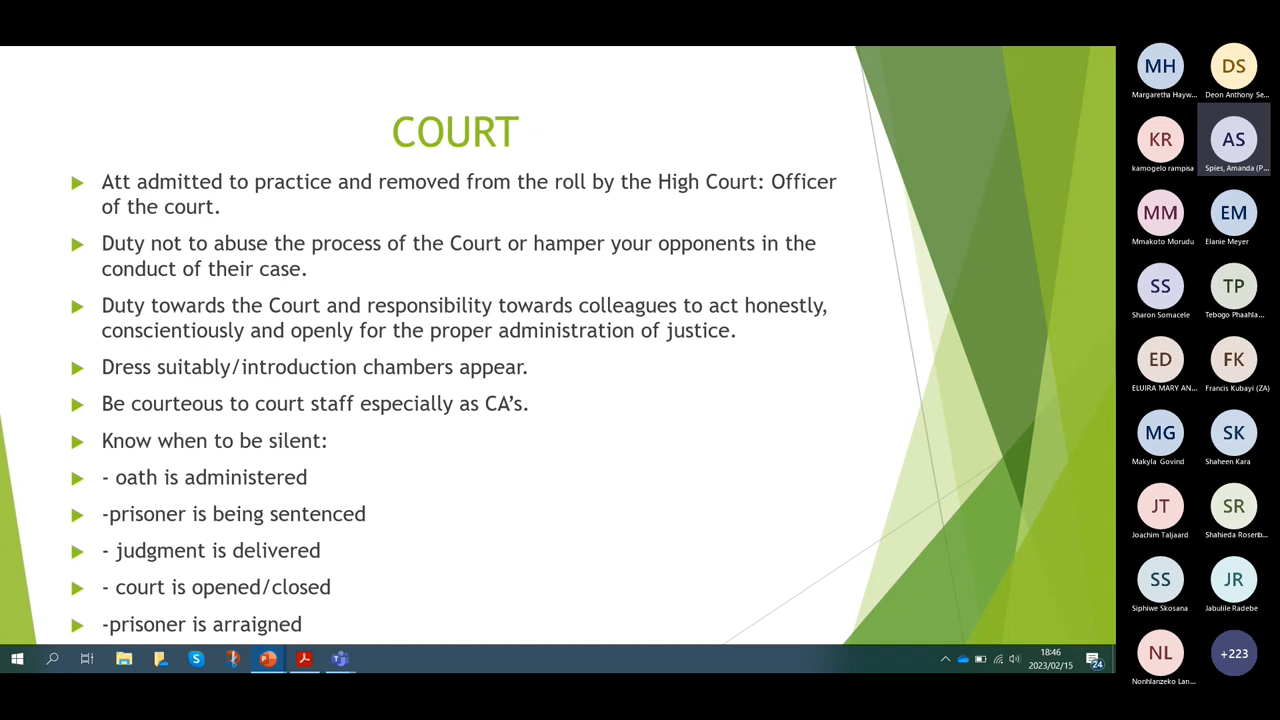 COURT
Att admitted to practice and removed from the roll by the High Court: Officer
of the court.
Duty not to abuse the process of the Court or hamper your opponents in the
conduct of their case.
Duty towards the Court and responsibility towards colleagues to act honestly,
conscientiously and openly for the proper administration of justice.
Dress suitably/introduction chambers appear.
Be courteous to court staff especially as CA's.
Know when to be silent:
- oath is administered
-prisoner is being sentenced
- judgment is delivered
- court is opened/closed
-prisoner is arraigned
MH
Margaretha Hayw...
DS
Deon Anthony Se...
KR
kamogelo rampisa
AS
Spies, Amanda (P...
MM
Mmakoto Morudu
EM
Elanie Meyer
SS
Sharon Somacele
TP
Tebogo Phaahla...
ED
ELUIRA MARY AN...
FK
Francis Kubayi (ZA)
MG
Makyla Govind
SK
Shaheen Kara
JT
Joachim Taljaard
SR
Shahieda Rosenb...
SS
Siphiwe Skosana
JR
Jabulile Radebe
NL
Nonhlanzeko Lan...
+223
18:46
2023/02/15
24